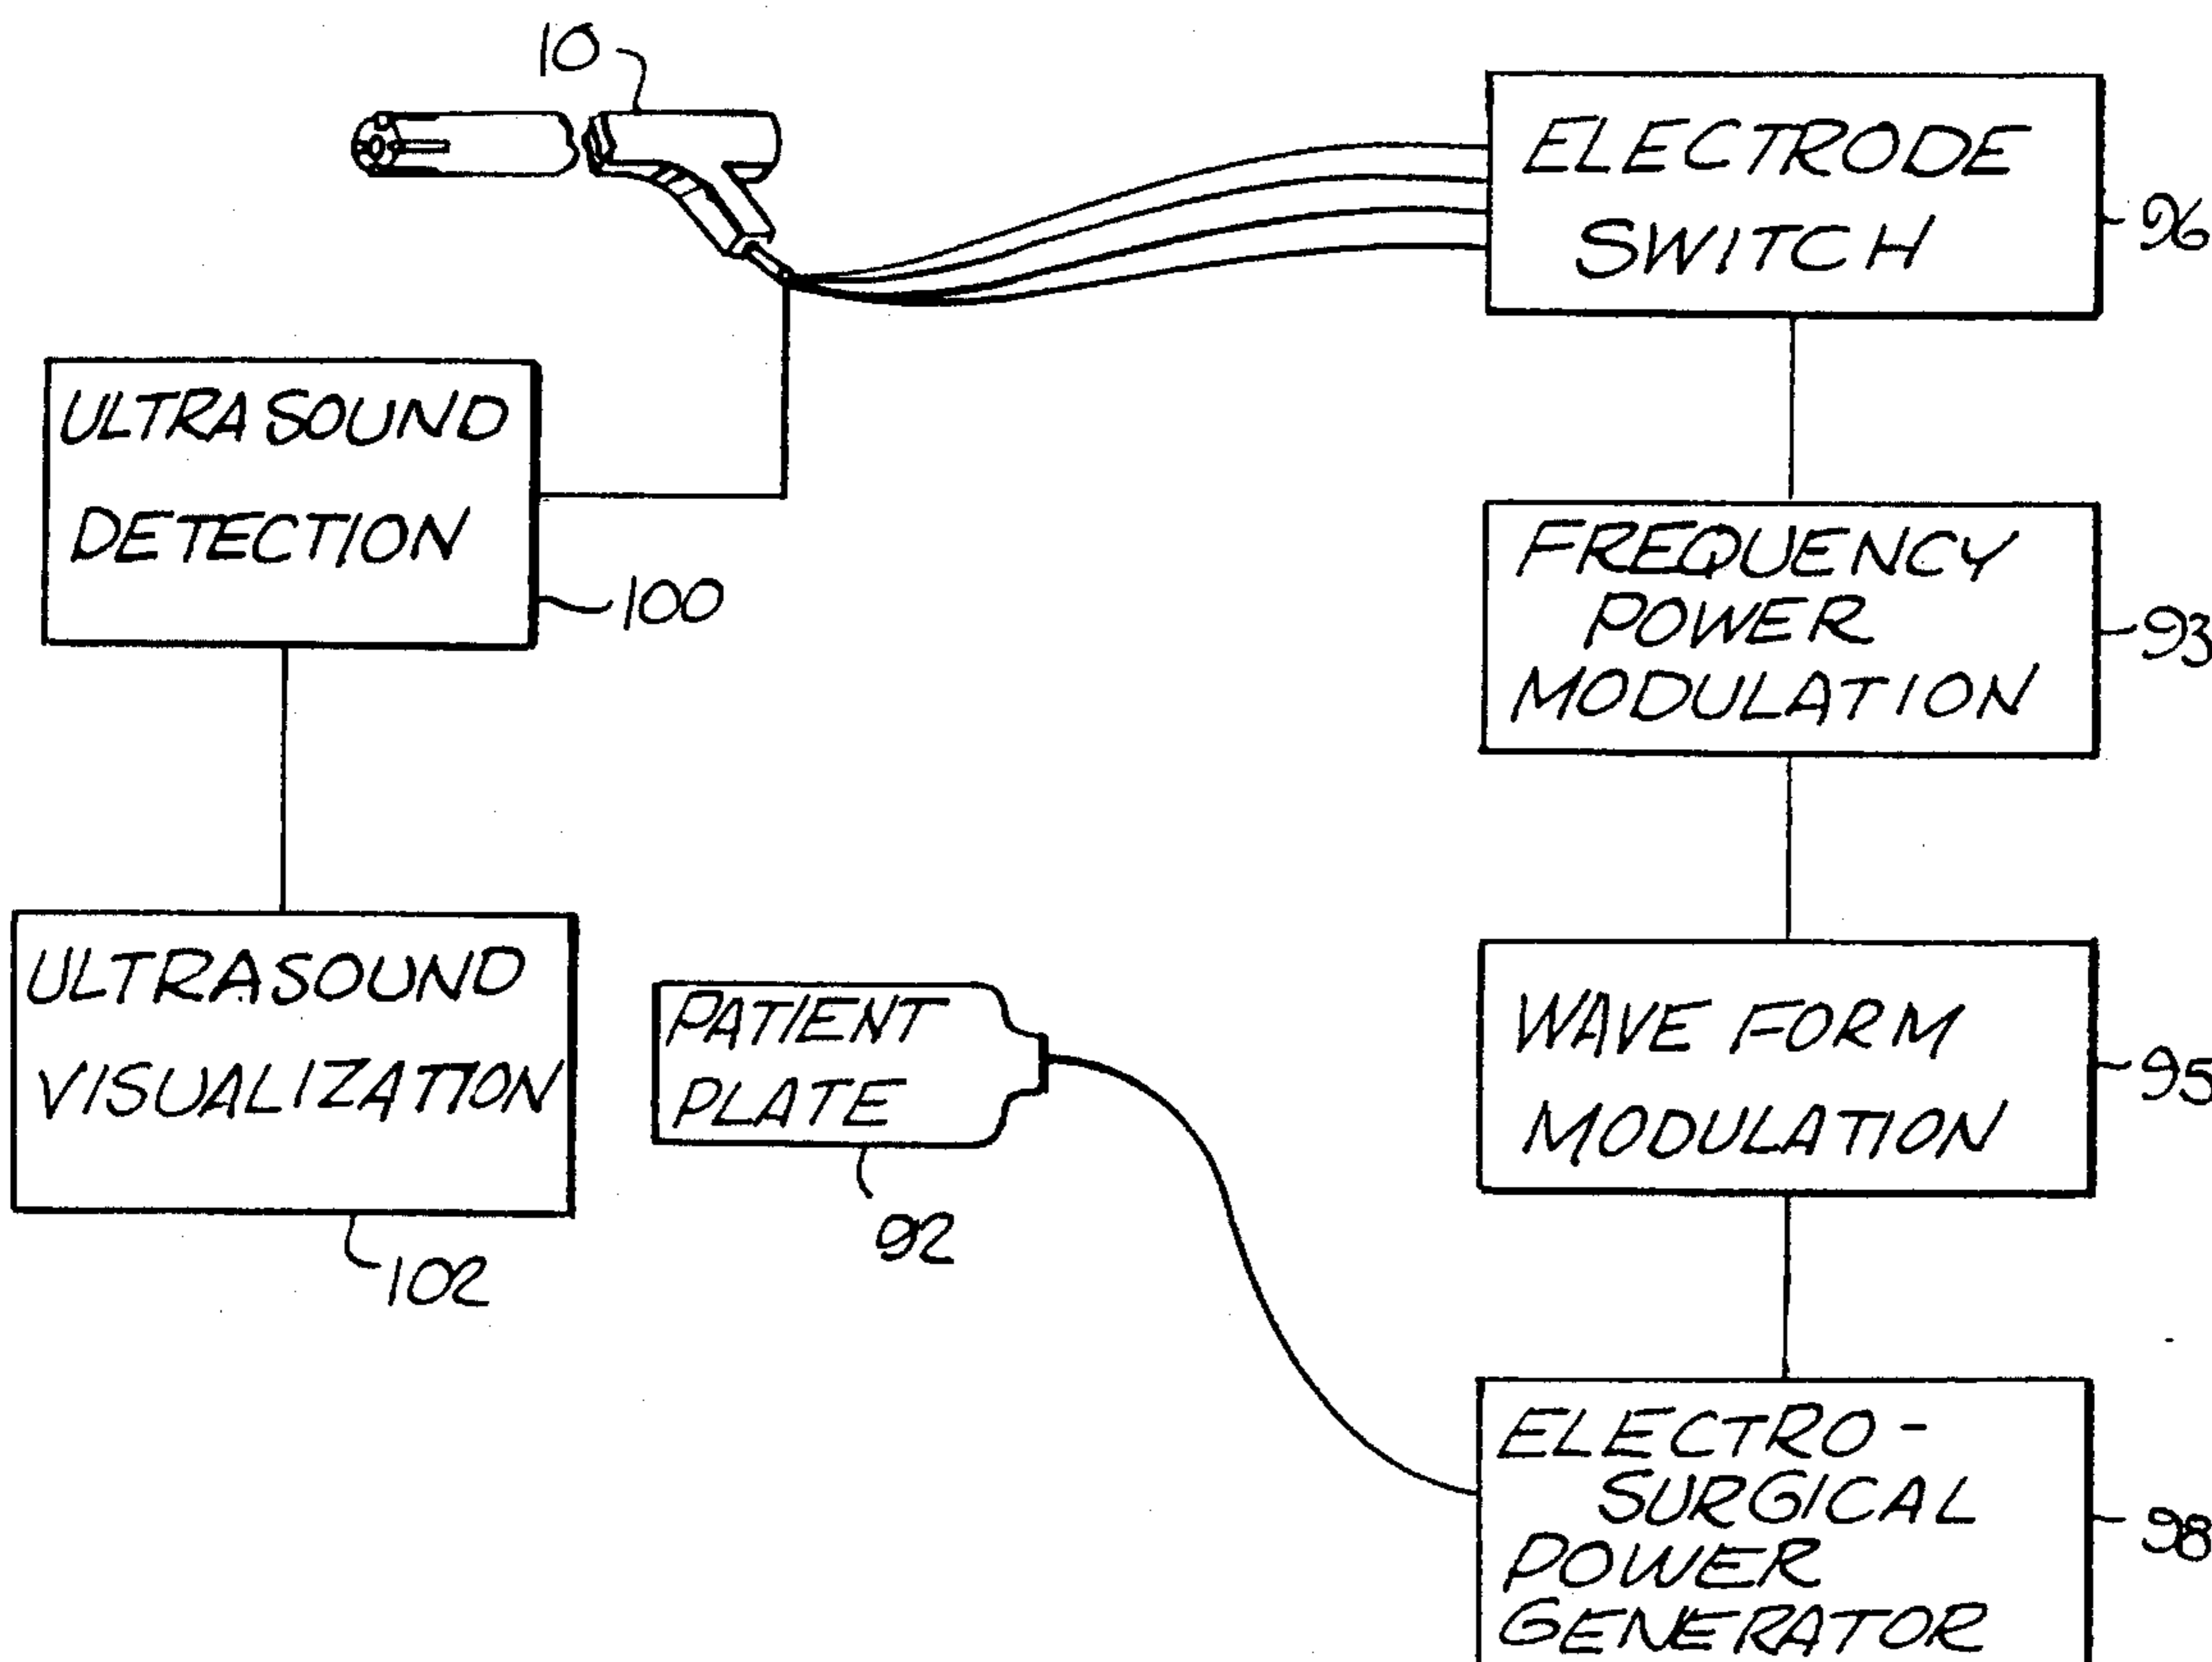 10
ELECTRODE
SWITCH
96
ULTRASOUND
DETECTION
100
FREQUENCY
POWER
MODULATION
93
ULTRASOUND
VISUALIZATION
102
PATIENT
PLATE
92
WAVE FORM
MODULATION
95
ELECTRO-
SURGICAL
POWER
GENERATOR
98